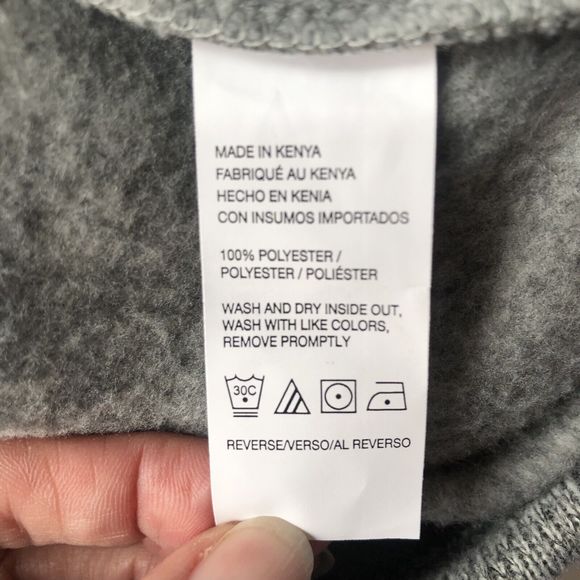 MADE IN KENYA
FABRIQUÉ AU KENYA
HECHO EN KENIA
CON INSUMOS IMPORTADOS
100% POLYESTER /
POLYESTER / POLIÉSTER
WASH AND DRY INSIDE OUT,
WASH WITH LIKE COLORS,
REMOVE PROMPTLY
30C
REVERSE/VERSO/AL REVERSO